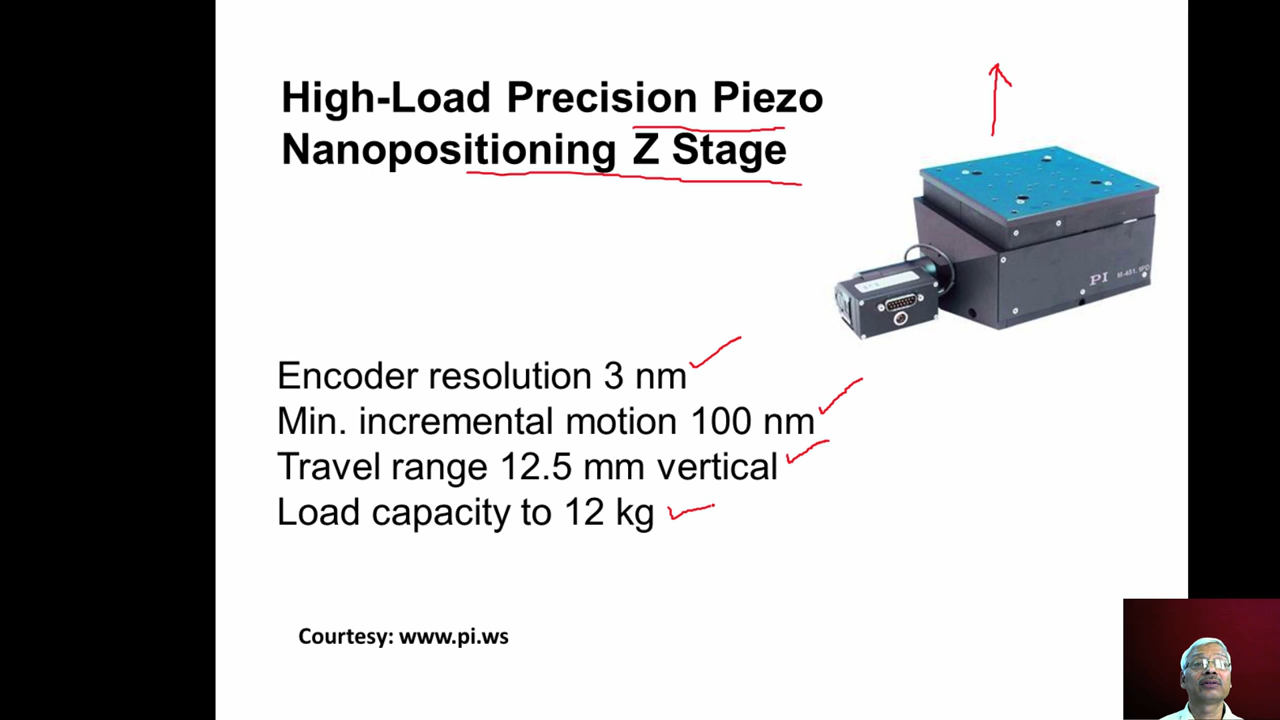 High-Load Precision Piezo
Nanopositioning Z Stage
PI
Encoder resolution 3 nm
Min. incremental motion 100 nm
Travel range 12.5 mm vertical
Load capacity to 12 kg
Courtesy: www.pi.ws